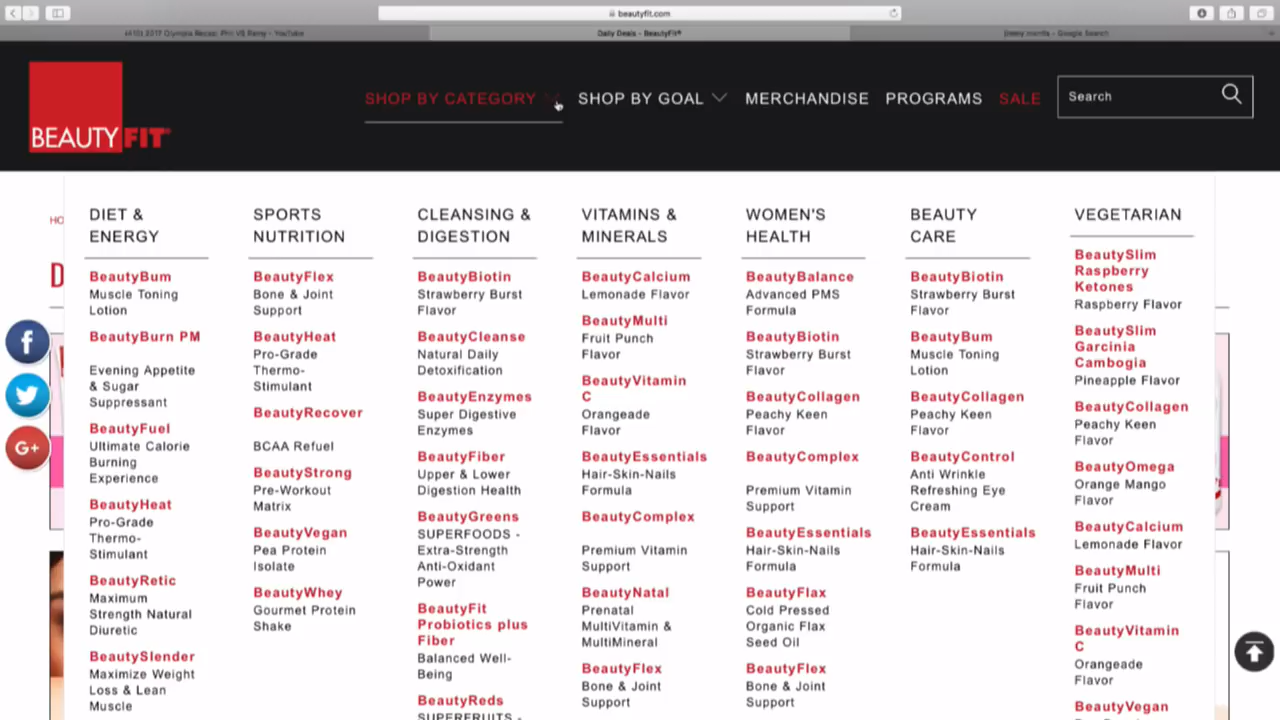 beautyfit.com
Daily Deals - BeautyFit®
SHOP BY CATEGORY
SHOP BY GOAL
MERCHANDISE
PROGRAMS
SALE
Search
BEAUTYFIT
DIET &
ENERGY
BeautyBum
Muscle Toning
Lotion
BeautyBurn PM
Evening Appetite
& Sugar
Suppressant
BeautyFuel
Ultimate Calorie
Burning
Experience
BeautyHeat
Pro-Grade
Thermo-
Stimulant
BeautyRetic
Maximum
Strength Natural
Diuretic
BeautySlender
Maximize Weight
Loss & Lean
Muscle
SPORTS
NUTRITION
BeautyFlex
Bone & Joint
Support
BeautyHeat
Pro-Grade
Thermo-
Stimulant
BeautyRecover
BCAA Refuel
BeautyStrong
Pre-Workout
Matrix
BeautyVegan
Pea Protein
Isolate
BeautyWhey
Gourmet Protein
Shake
CLEANSING &
DIGESTION
BeautyBiotin
Strawberry Burst
Flavor
BeautyCleanse
Natural Daily
Detoxification
BeautyEnzymes
Super Digestive
Enzymes
BeautyFiber
Upper & Lower
Digestion Health
BeautyGreens
SUPERFOODS -
Extra-Strength
Anti-Oxidant
Power
BeautyFit
Probiotics plus
Fiber
Balanced Well-
Being
BeautyReds
SUPERFRUITS -
VITAMINS &
MINERALS
BeautyCalcium
Lemonade Flavor
BeautyMulti
Fruit Punch
Flavor
BeautyVitamin
C
Orangeade
Flavor
BeautyEssentials
Hair-Skin-Nails
Formula
BeautyComplex
Premium Vitamin
Support
BeautyNatal
Prenatal
MultiVitamin &
MultiMineral
BeautyFlex
Bone & Joint
Support
WOMEN'S
HEALTH
BeautyBalance
Advanced PMS
Formula
BeautyBiotin
Strawberry Burst
Flavor
BeautyCollagen
Peachy Keen
Flavor
BeautyComplex
Premium Vitamin
Support
BeautyEssentials
Hair-Skin-Nails
Formula
BeautyFlax
Cold Pressed
Organic Flax
Seed Oil
BeautyFlex
Bone & Joint
Support
BEAUTY
CARE
BeautyBiotin
Strawberry Burst
Flavor
BeautyBum
Muscle Toning
Lotion
BeautyCollagen
Peachy Keen
Flavor
BeautyControl
Anti Wrinkle
Refreshing Eye
Cream
BeautyEssentials
Hair-Skin-Nails
Formula
VEGETARIAN
BeautySlim
Raspberry
Ketones
Raspberry Flavor
BeautySlim
Garcinia
Cambogia
Pineapple Flavor
BeautyCollagen
Peachy Keen
Flavor
BeautyOmega
Orange Mango
Flavor
BeautyCalcium
Lemonade Flavor
BeautyMulti
Fruit Punch
Flavor
BeautyVitamin
C
Orangeade
Flavor
BeautyVegan